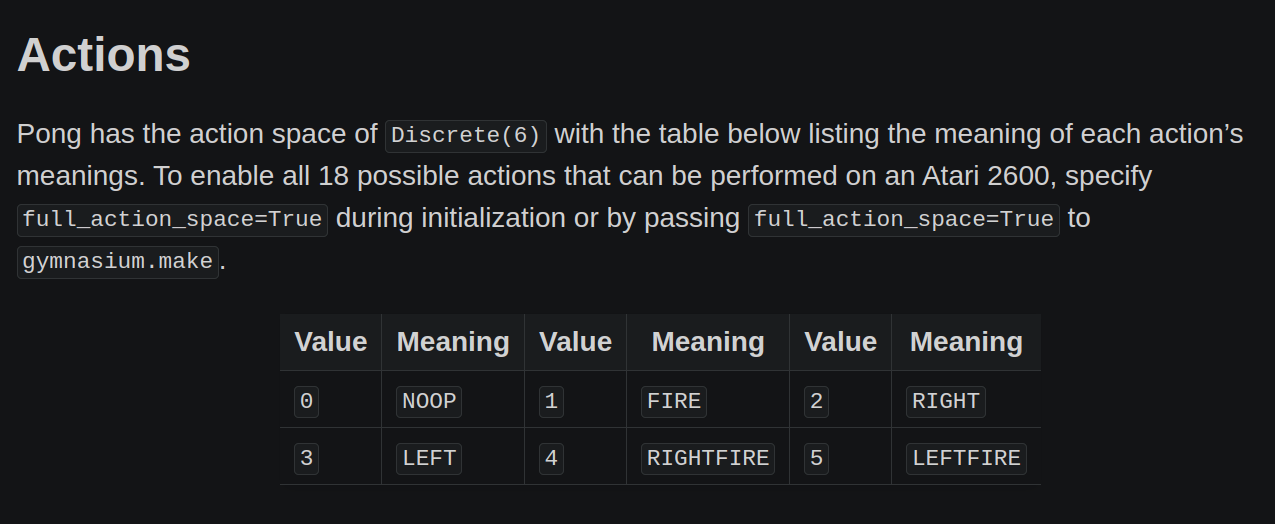 Actions
Pong has the action space of Discrete(6) with the table below listing the meaning of each action’s
meanings. To enable all 18 possible actions that can be performed on an Atari 2600, specify
full_action_space=True during initialization or by passing full_action_space=True to
gymnasium.make.
Value Meaning Value Meaning Value Meaning
0 NOOP 1 FIRE 2 RIGHT
3 LEFT 4 RIGHTFIRE 5 LEFTFIRE